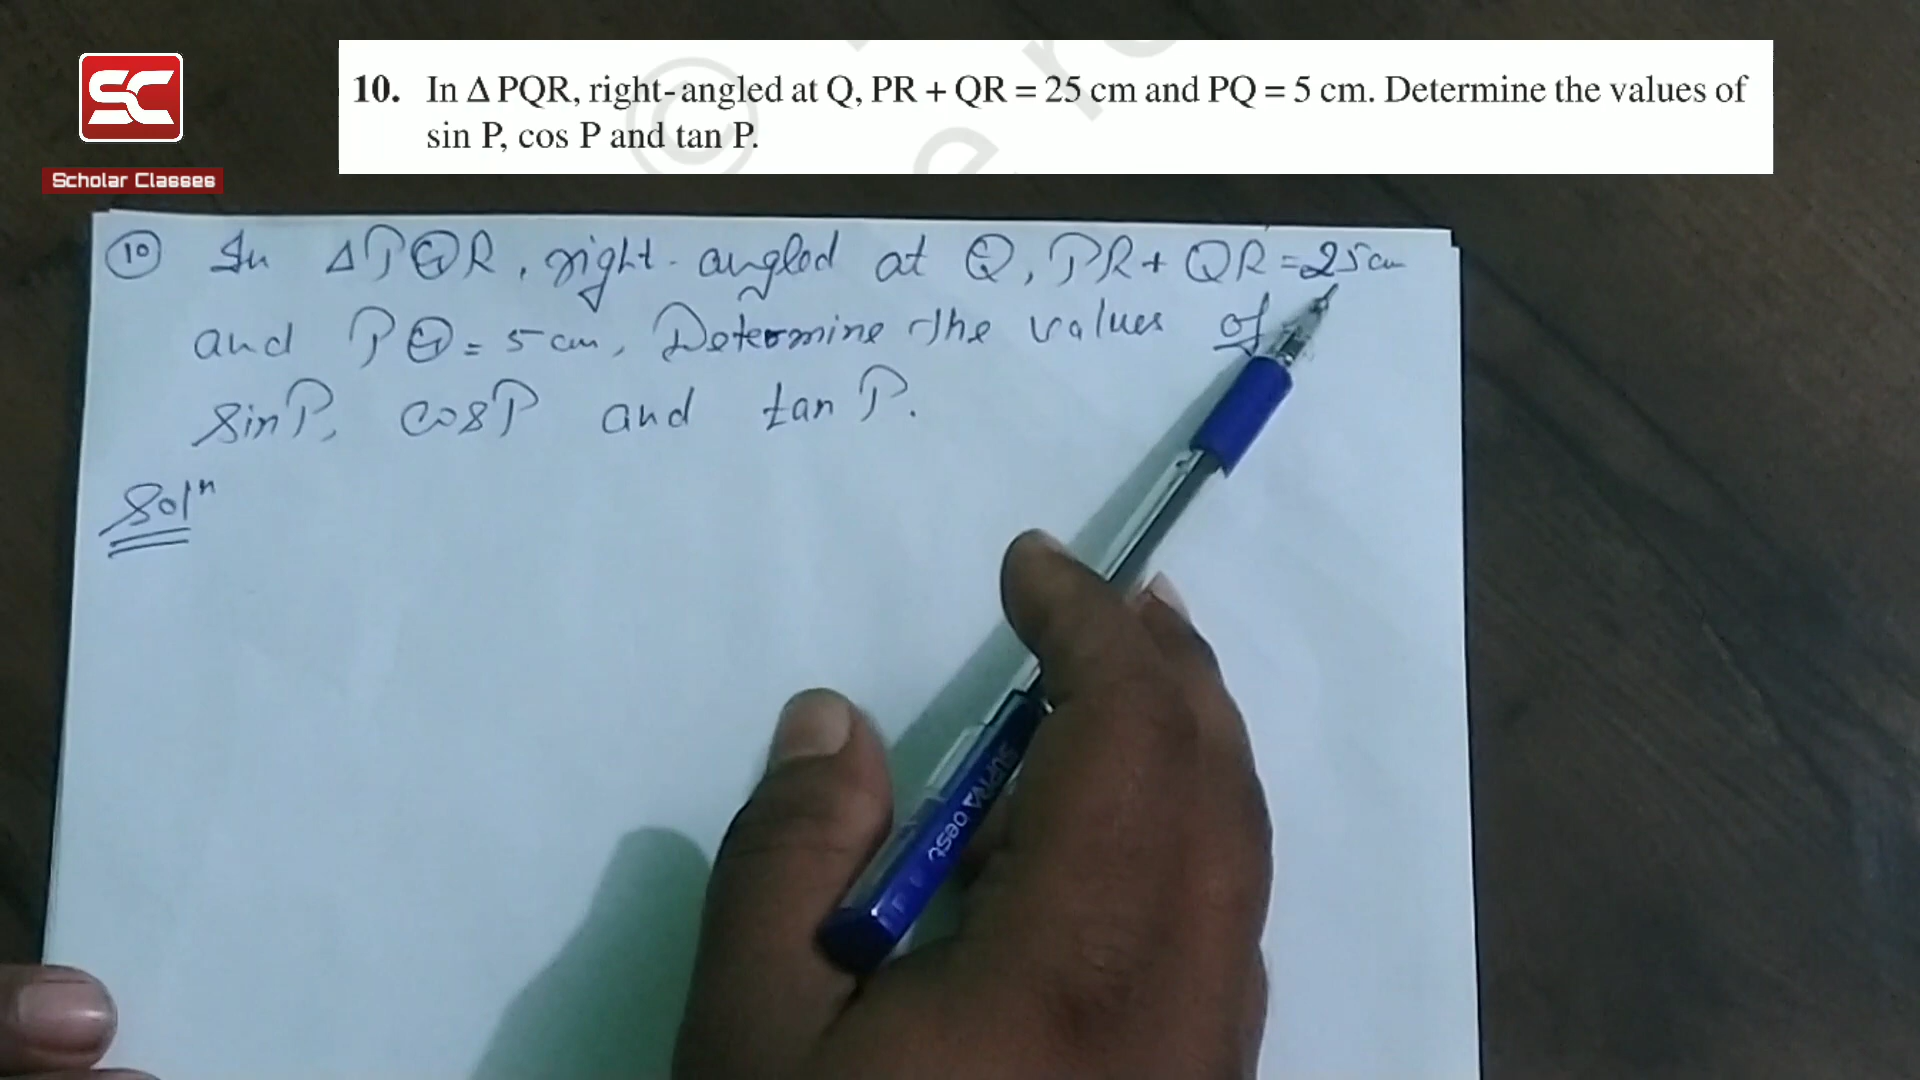 SC
Scholar Classes
10. In Δ PQR, right-angled at Q, PR + QR = 25 cm and PQ = 5 cm. Determine the values of
sin P, cos P and tan P.
10 In ΔPQR, right-angled at Q, PR + QR = 25 cm
and PQ = 5 cm, Determine the values of
sin P, cos P and tan P.
Solⁿ
SUPIVA best